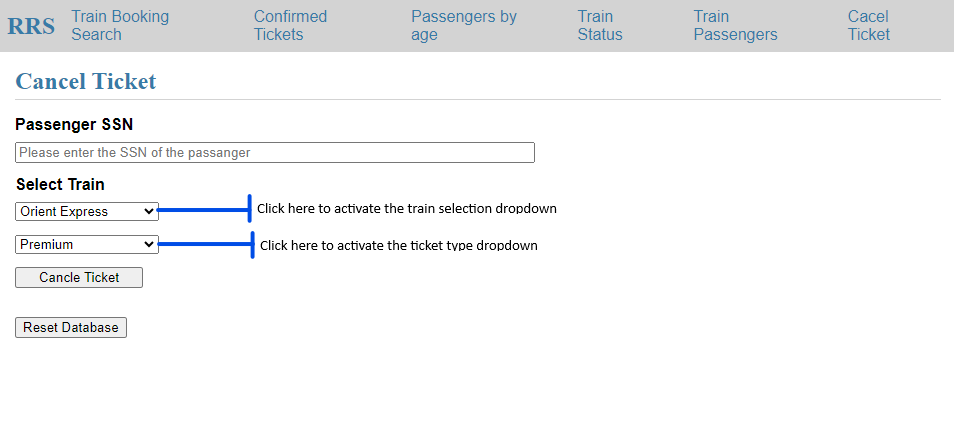 RRS
Train Booking
Search
Confirmed
Tickets
Passengers by
age
Train
Status
Train
Passengers
Cacel
Ticket
Cancel Ticket
Passenger SSN
Please enter the SSN of the passanger
Select Train
Orient Express
Click here to activate the train selection dropdown
Premium
Click here to activate the ticket type dropdown
Cancle Ticket
Reset Database